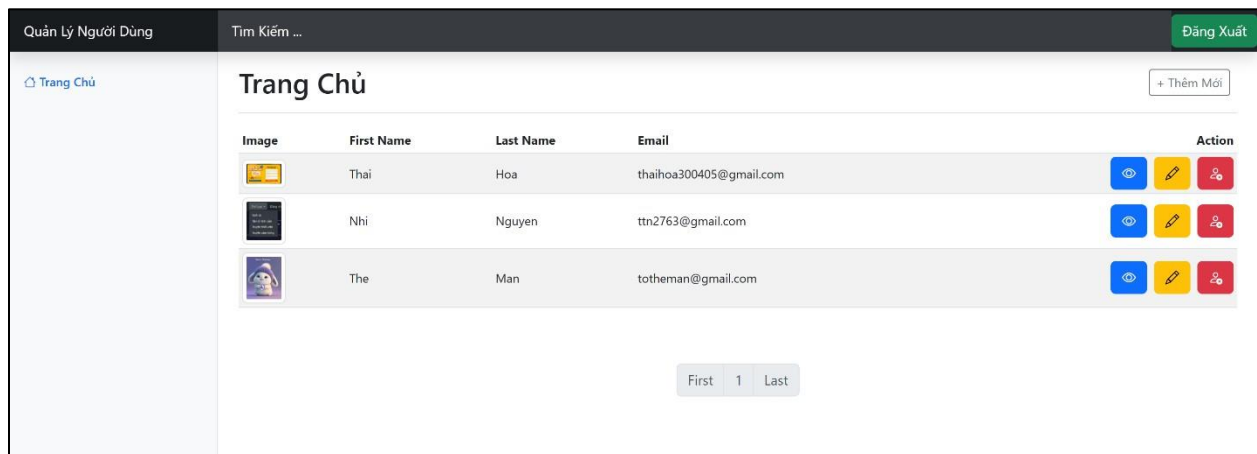 Quản Lý Người Dùng Tìm Kiếm ... Đăng Xuất
Trang Chủ
Trang Chủ + Thêm Mới
Image First Name Last Name Email Action
Thai Hoa thaihoa300405@gmail.com
Nhi Nguyen ttn2763@gmail.com
The Man totheman@gmail.com
First 1 Last